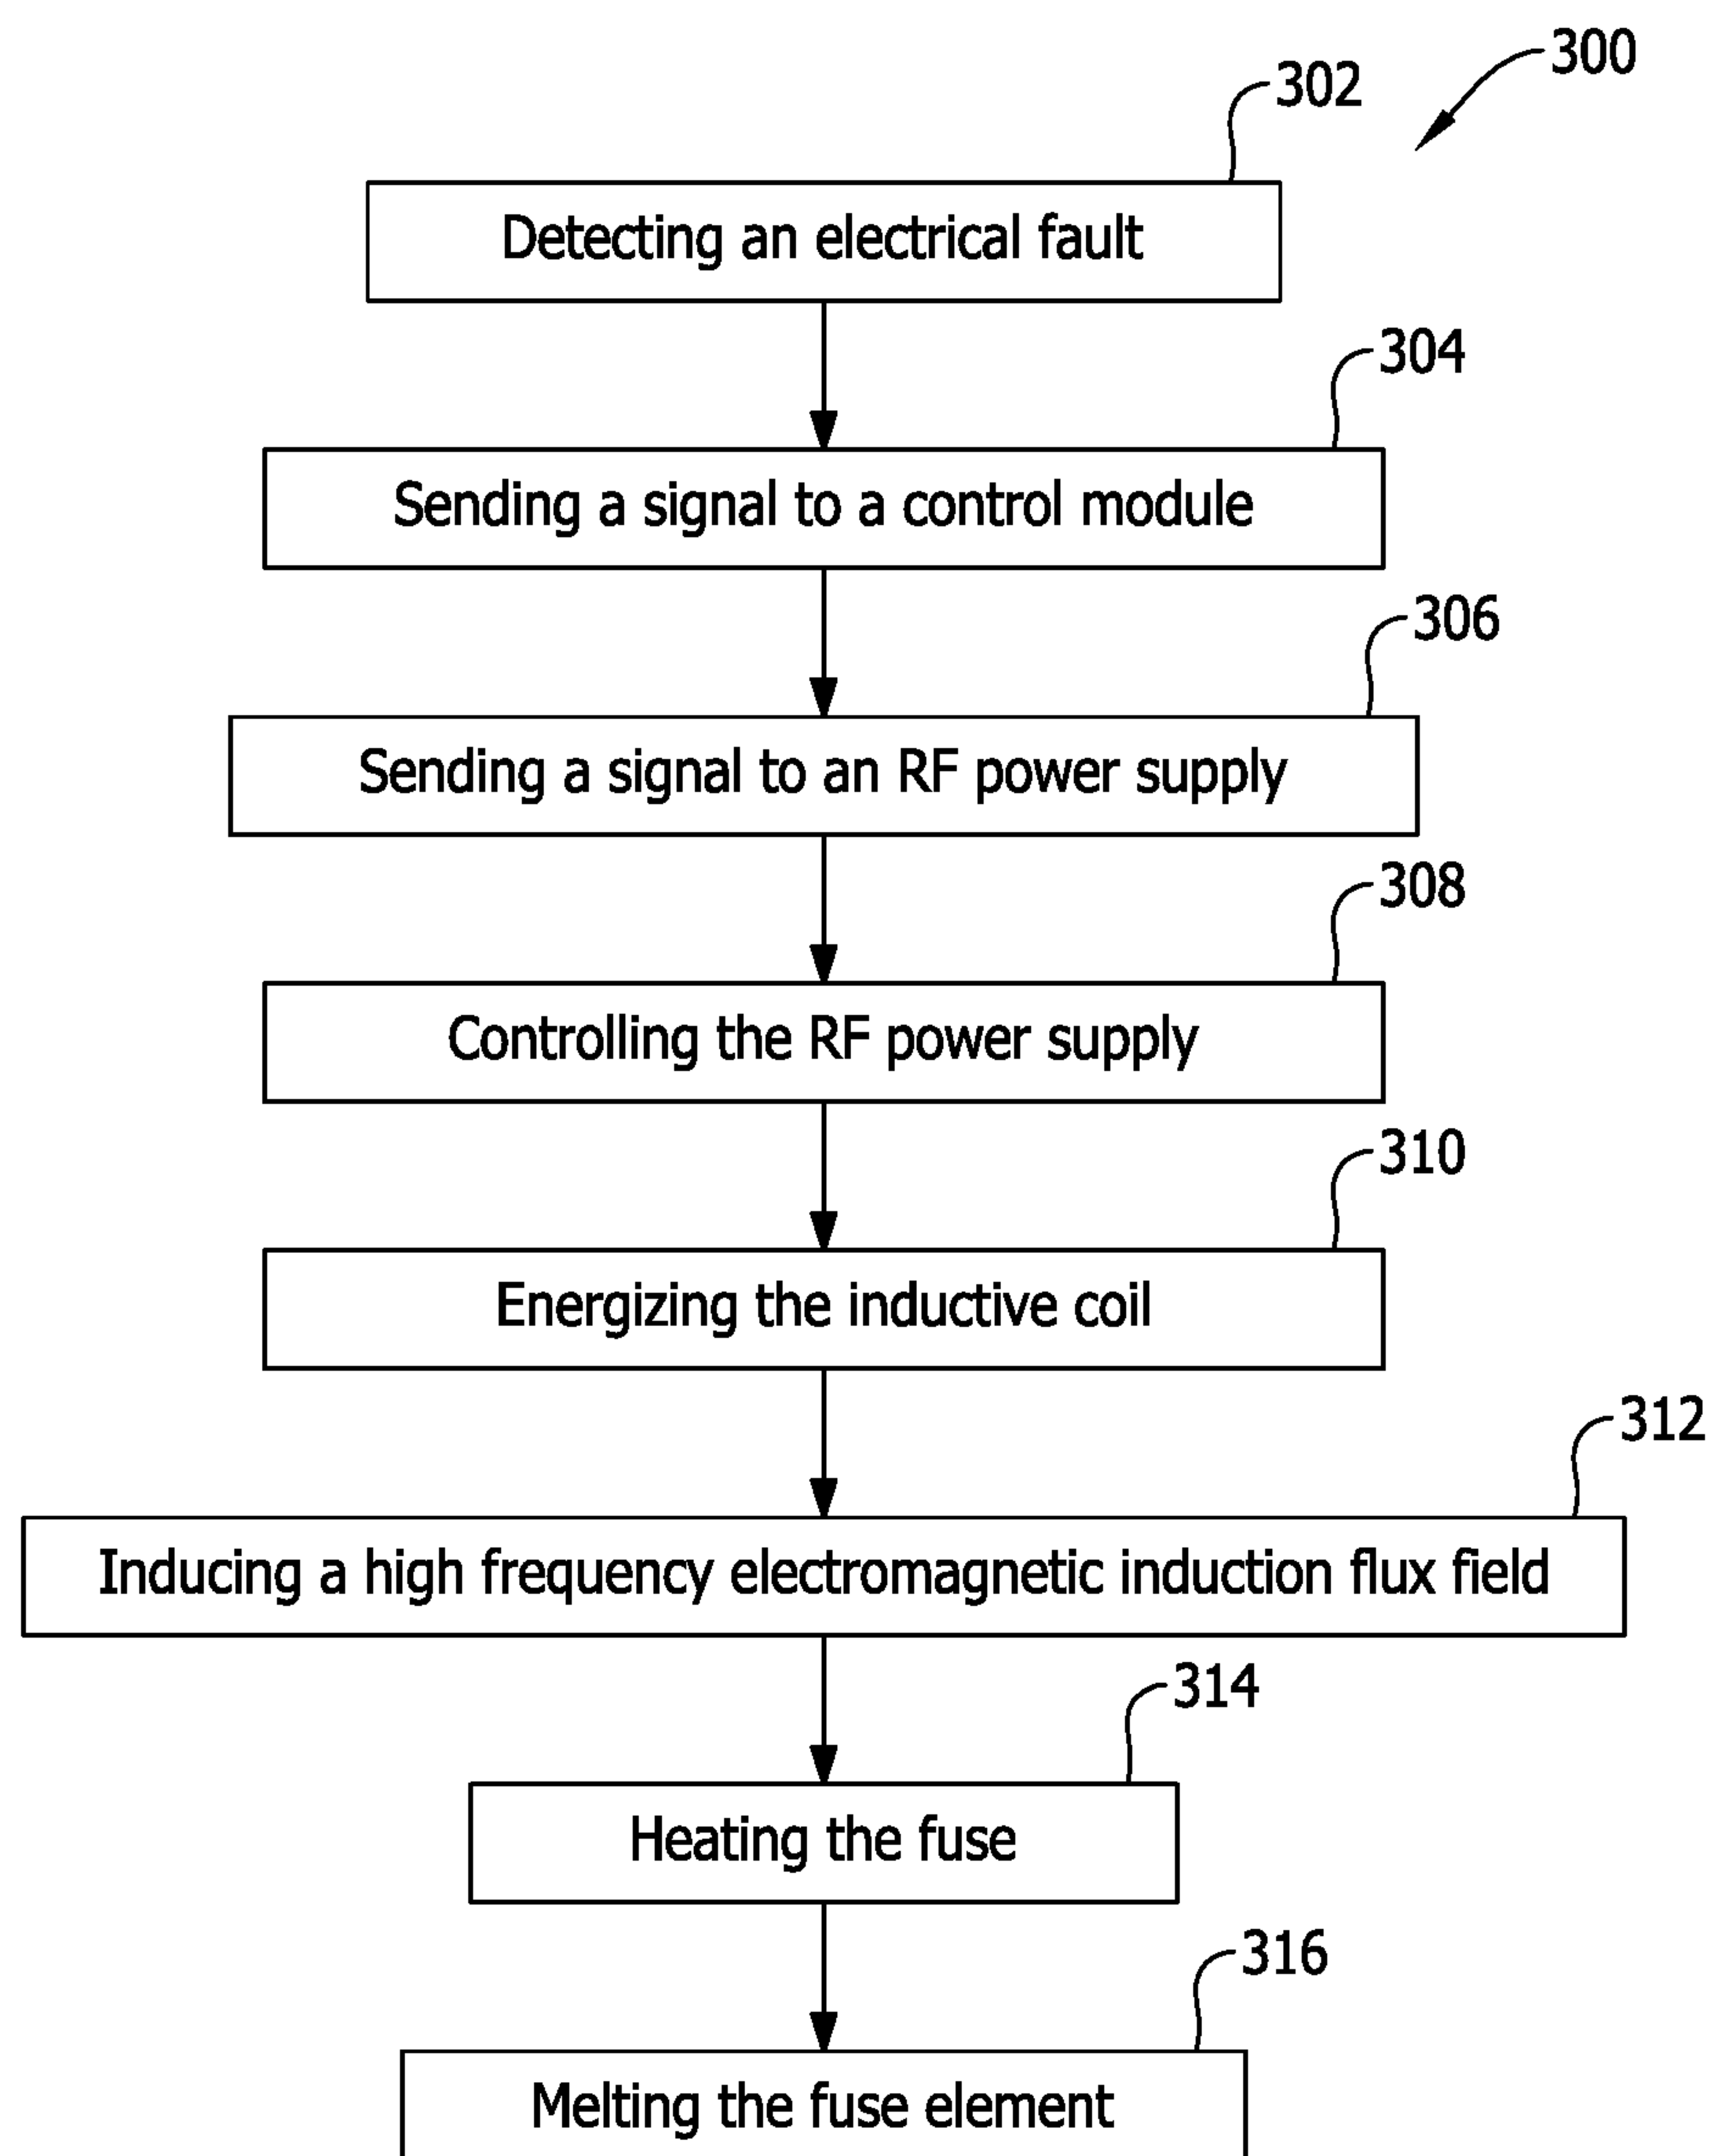 300
302
Detecting an electrical fault
304
Sending a signal to a control module
306
Sending a signal to an RF power supply
308
Controlling the RF power supply
310
Energizing the inductive coil
312
Inducing a high frequency electromagnetic induction flux field
314
Heating the fuse
316
Melting the fuse element